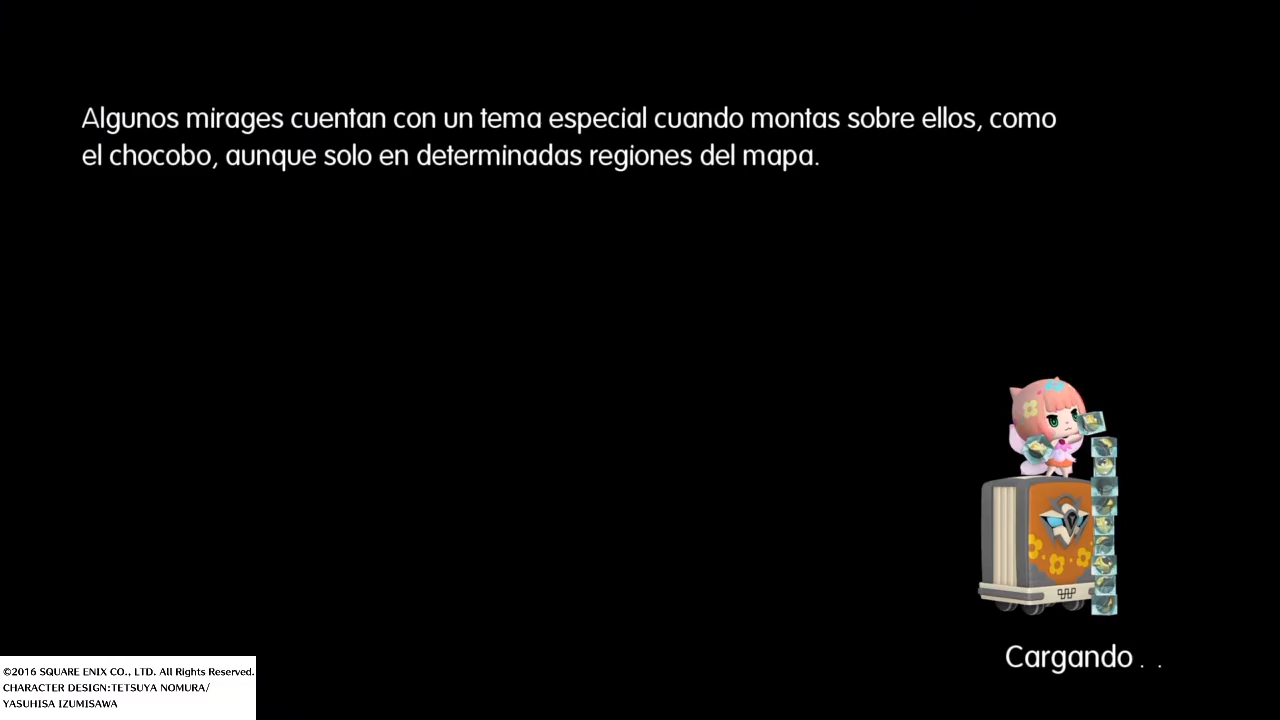 Algunos mirages cuentan con un tema especial cuando montas sobre ellos, como
el chocobo, aunque solo en determinadas regiones del mapa.
Cargando . .
©2016 SQUARE ENIX CO., LTD. All Rights Reserved.
CHARACTER DESIGN:TETSUYA NOMURA/
YASUHISA IZUMISAWA